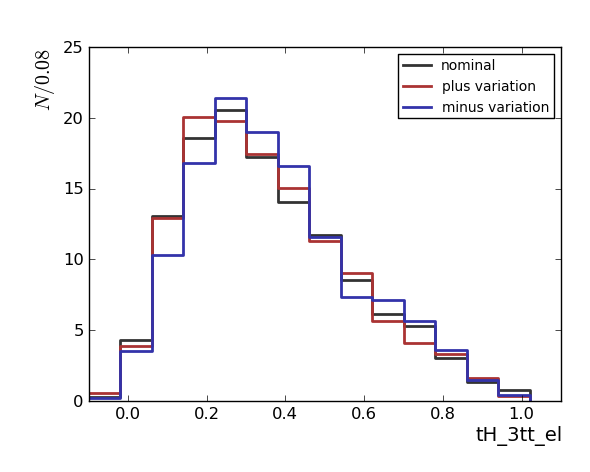 N/0.08
25
20
15
10
5
0
nominal
plus variation
minus variation
0.0 0.2 0.4 0.6 0.8 1.0
tH_3tt_el